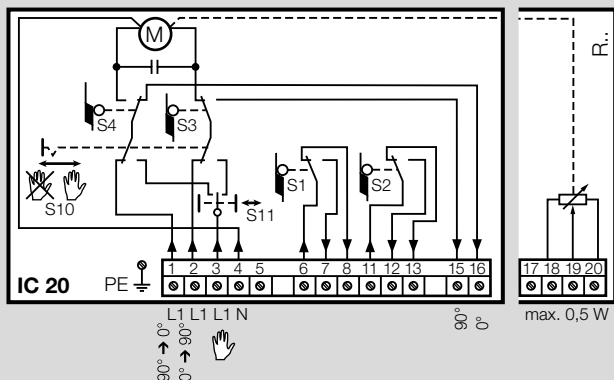 M
R..
S4
S3
S10
S11
S1
S2
IC 20
PE
1 2 3 4 5 6 7 8 11 12 13 15 16
17 18 19 20
L1 L1 L1 N
max. 0,5 W
90° → 0°
0° → 90°
90°
0°